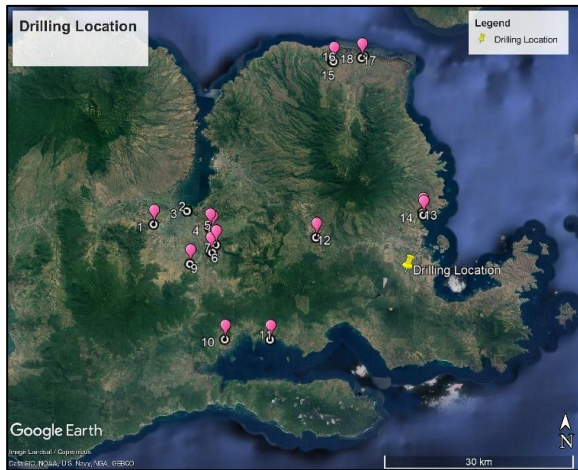 Drilling Location
Legend
Drilling Location
16
18
17
15
2
3
1
5
4
7
6
9
12
14
13
Drilling Location
10
11
Google Earth
Image Landsat / Copernicus
Data SIO, NOAA, U.S. Navy, NGA, GEBCO
N
30 km